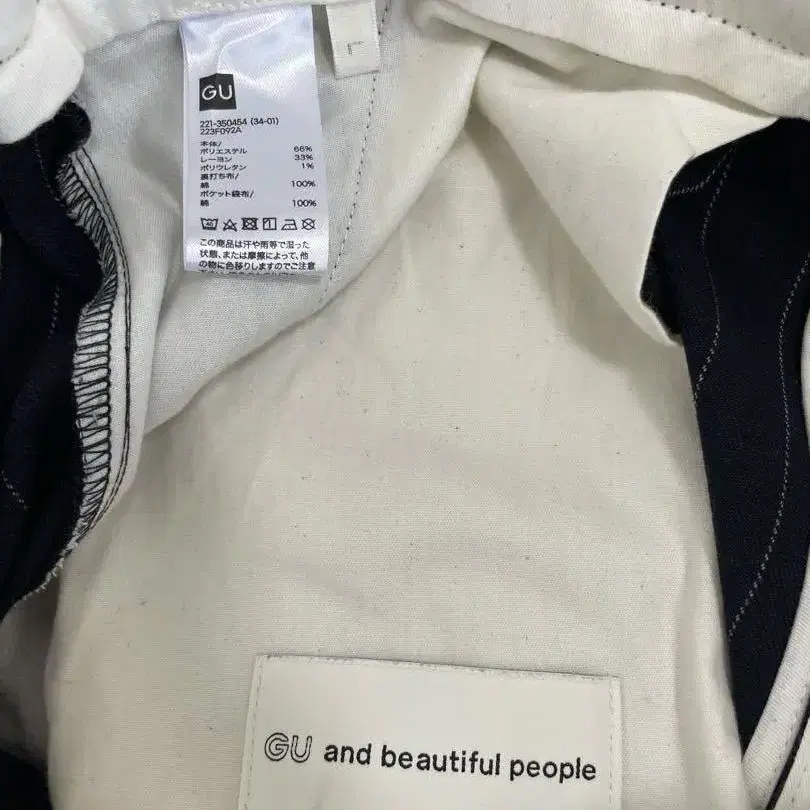 GU
L
221-350454 (34-01)
223F092A
本体/
ポリエステル 66%
レーヨン 33%
ポリウレタン 1%
裏打ち布/
綿 100%
ポケット袋布/
綿 100%
この商品は汗や雨等で湿った
状態、または摩擦によって、他
の物に色移りしますのでご注意
GU and beautiful people